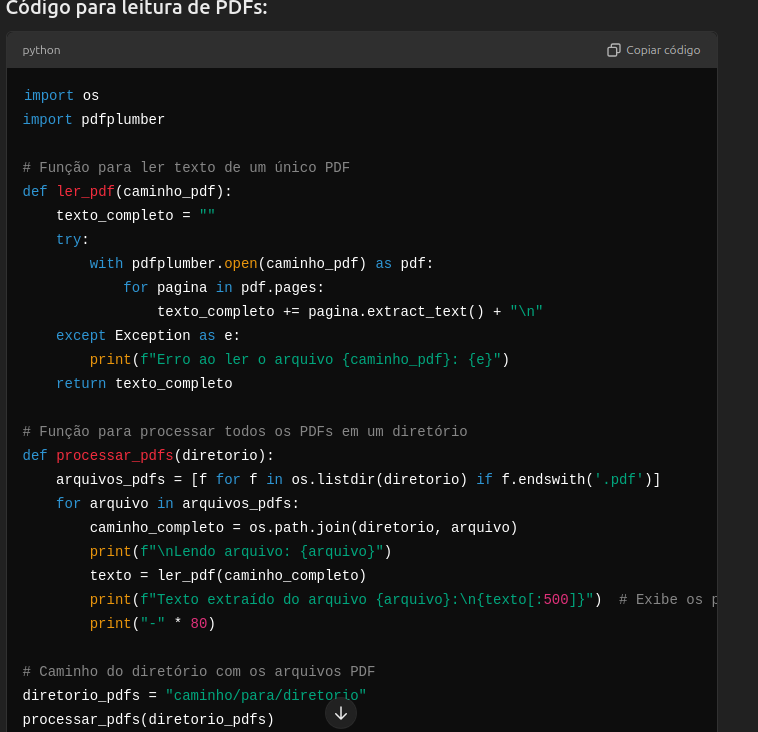 Código para leitura de PDFs:
python
Copiar código
import os
import pdfplumber
# Função para ler texto de um único PDF
def ler_pdf(caminho_pdf):
    texto_completo = ""
    try:
        with pdfplumber.open(caminho_pdf) as pdf:
            for pagina in pdf.pages:
                texto_completo += pagina.extract_text() + "\n"
    except Exception as e:
        print(f"Erro ao ler o arquivo {caminho_pdf}: {e}")
    return texto_completo
# Função para processar todos os PDFs em um diretório
def processar_pdfs(diretorio):
    arquivos_pdfs = [f for f in os.listdir(diretorio) if f.endswith('.pdf')]
    for arquivo in arquivos_pdfs:
        caminho_completo = os.path.join(diretorio, arquivo)
        print(f"\nLendo arquivo: {arquivo}")
        texto = ler_pdf(caminho_completo)
        print(f"Texto extraído do arquivo {arquivo}:\n{texto[:500]}")  # Exibe os
        print("-" * 80)
# Caminho do diretório com os arquivos PDF
diretorio_pdfs = "caminho/para/diretorio"
processar_pdfs(diretorio_pdfs)